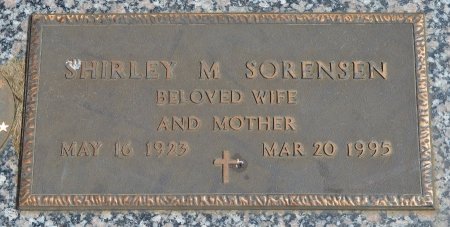 SHIRLEY M SORENSEN
BELOVED WIFE
AND MOTHER
MAY 16 1923 MAR 20 1995